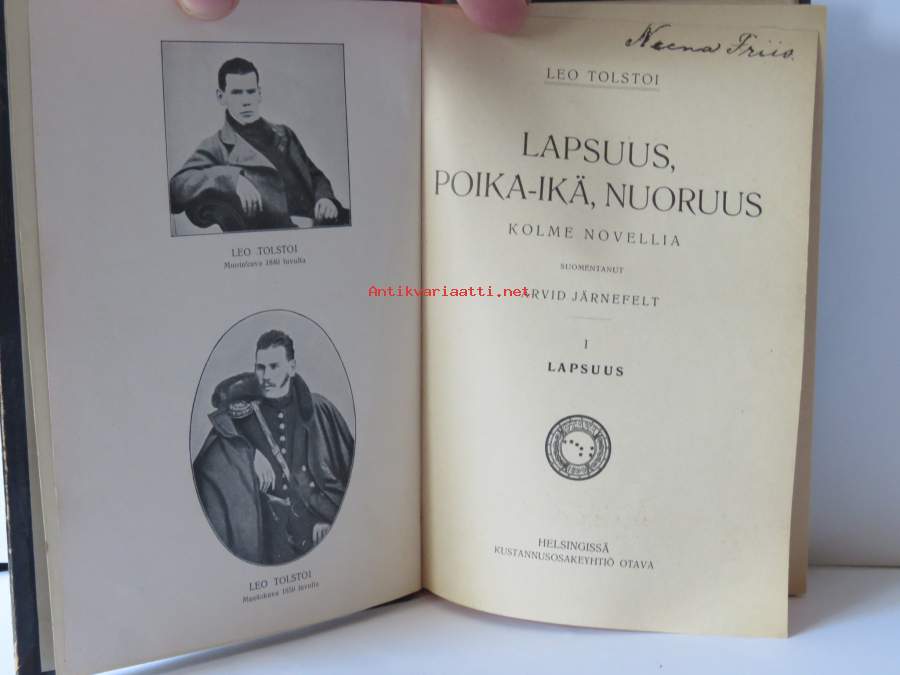 LEO TOLSTOI
LEO TOLSTOI
Neena Friis.
LEO TOLSTOI
LAPSUUS,
POIKA-IKÄ, NUORUUS
KOLME NOVELLIA
SUOMENTANUT
ARVID JÄRNEFELT
I
LAPSUUS
HELSINGISSÄ
KUSTANNUSOSAKEYHTIÖ OTAVA
Antikvariaatti.net